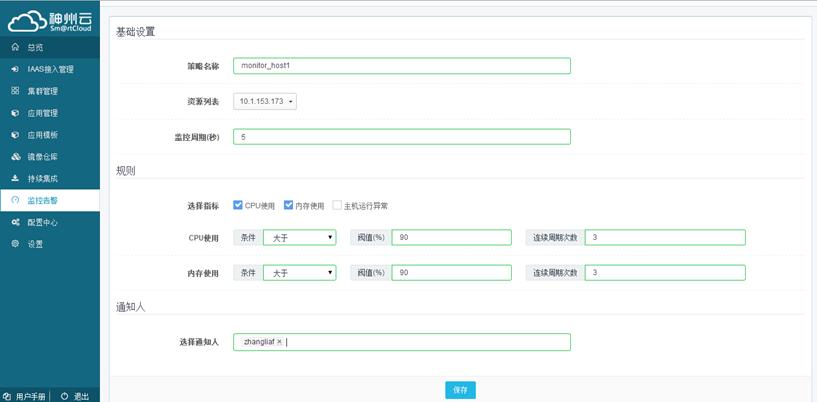 神州云
Sm@rtCloud
总览
IAAS接入管理
集群管理
应用管理
应用模板
镜像仓库
持续集成
监控告警
配置中心
设置
用户手册 退出
基础设置
策略名称 monitor_host1
资源列表 10.1.153.173
监控周期(秒) 5
规则
选择指标 CPU使用 内存使用 主机运行异常
CPU使用 条件 大于 阀值(%) 90 连续周期次数 3
内存使用 条件 大于 阀值(%) 90 连续周期次数 3
通知人
选择通知人 zhangliaf ×
保存